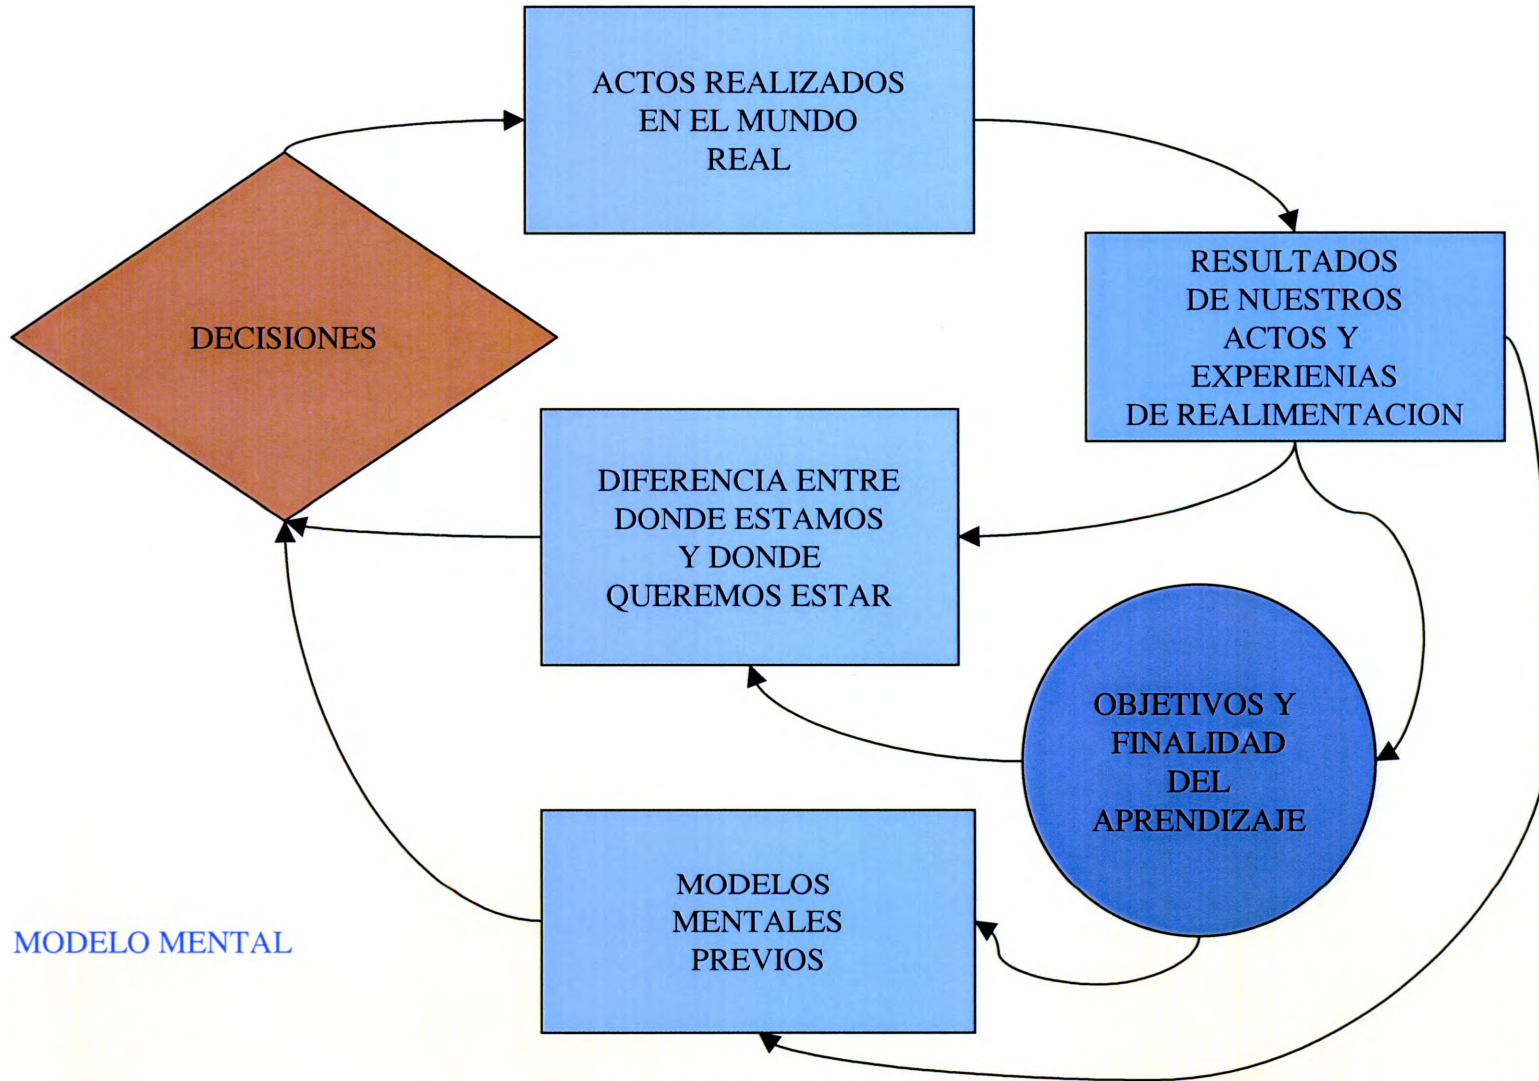 ACTOS REALIZADOS
EN EL MUNDO
REAL
RESULTADOS
DE NUESTROS
ACTOS Y
EXPERIENIAS
DE REALIMENTACION
DECISIONES
DIFERENCIA ENTRE
DONDE ESTAMOS
Y DONDE
QUEREMOS ESTAR
OBJETIVOS Y
FINALIDAD
DEL
APRENDIZAJE
MODELOS
MENTALES
PREVIOS
MODELO MENTAL